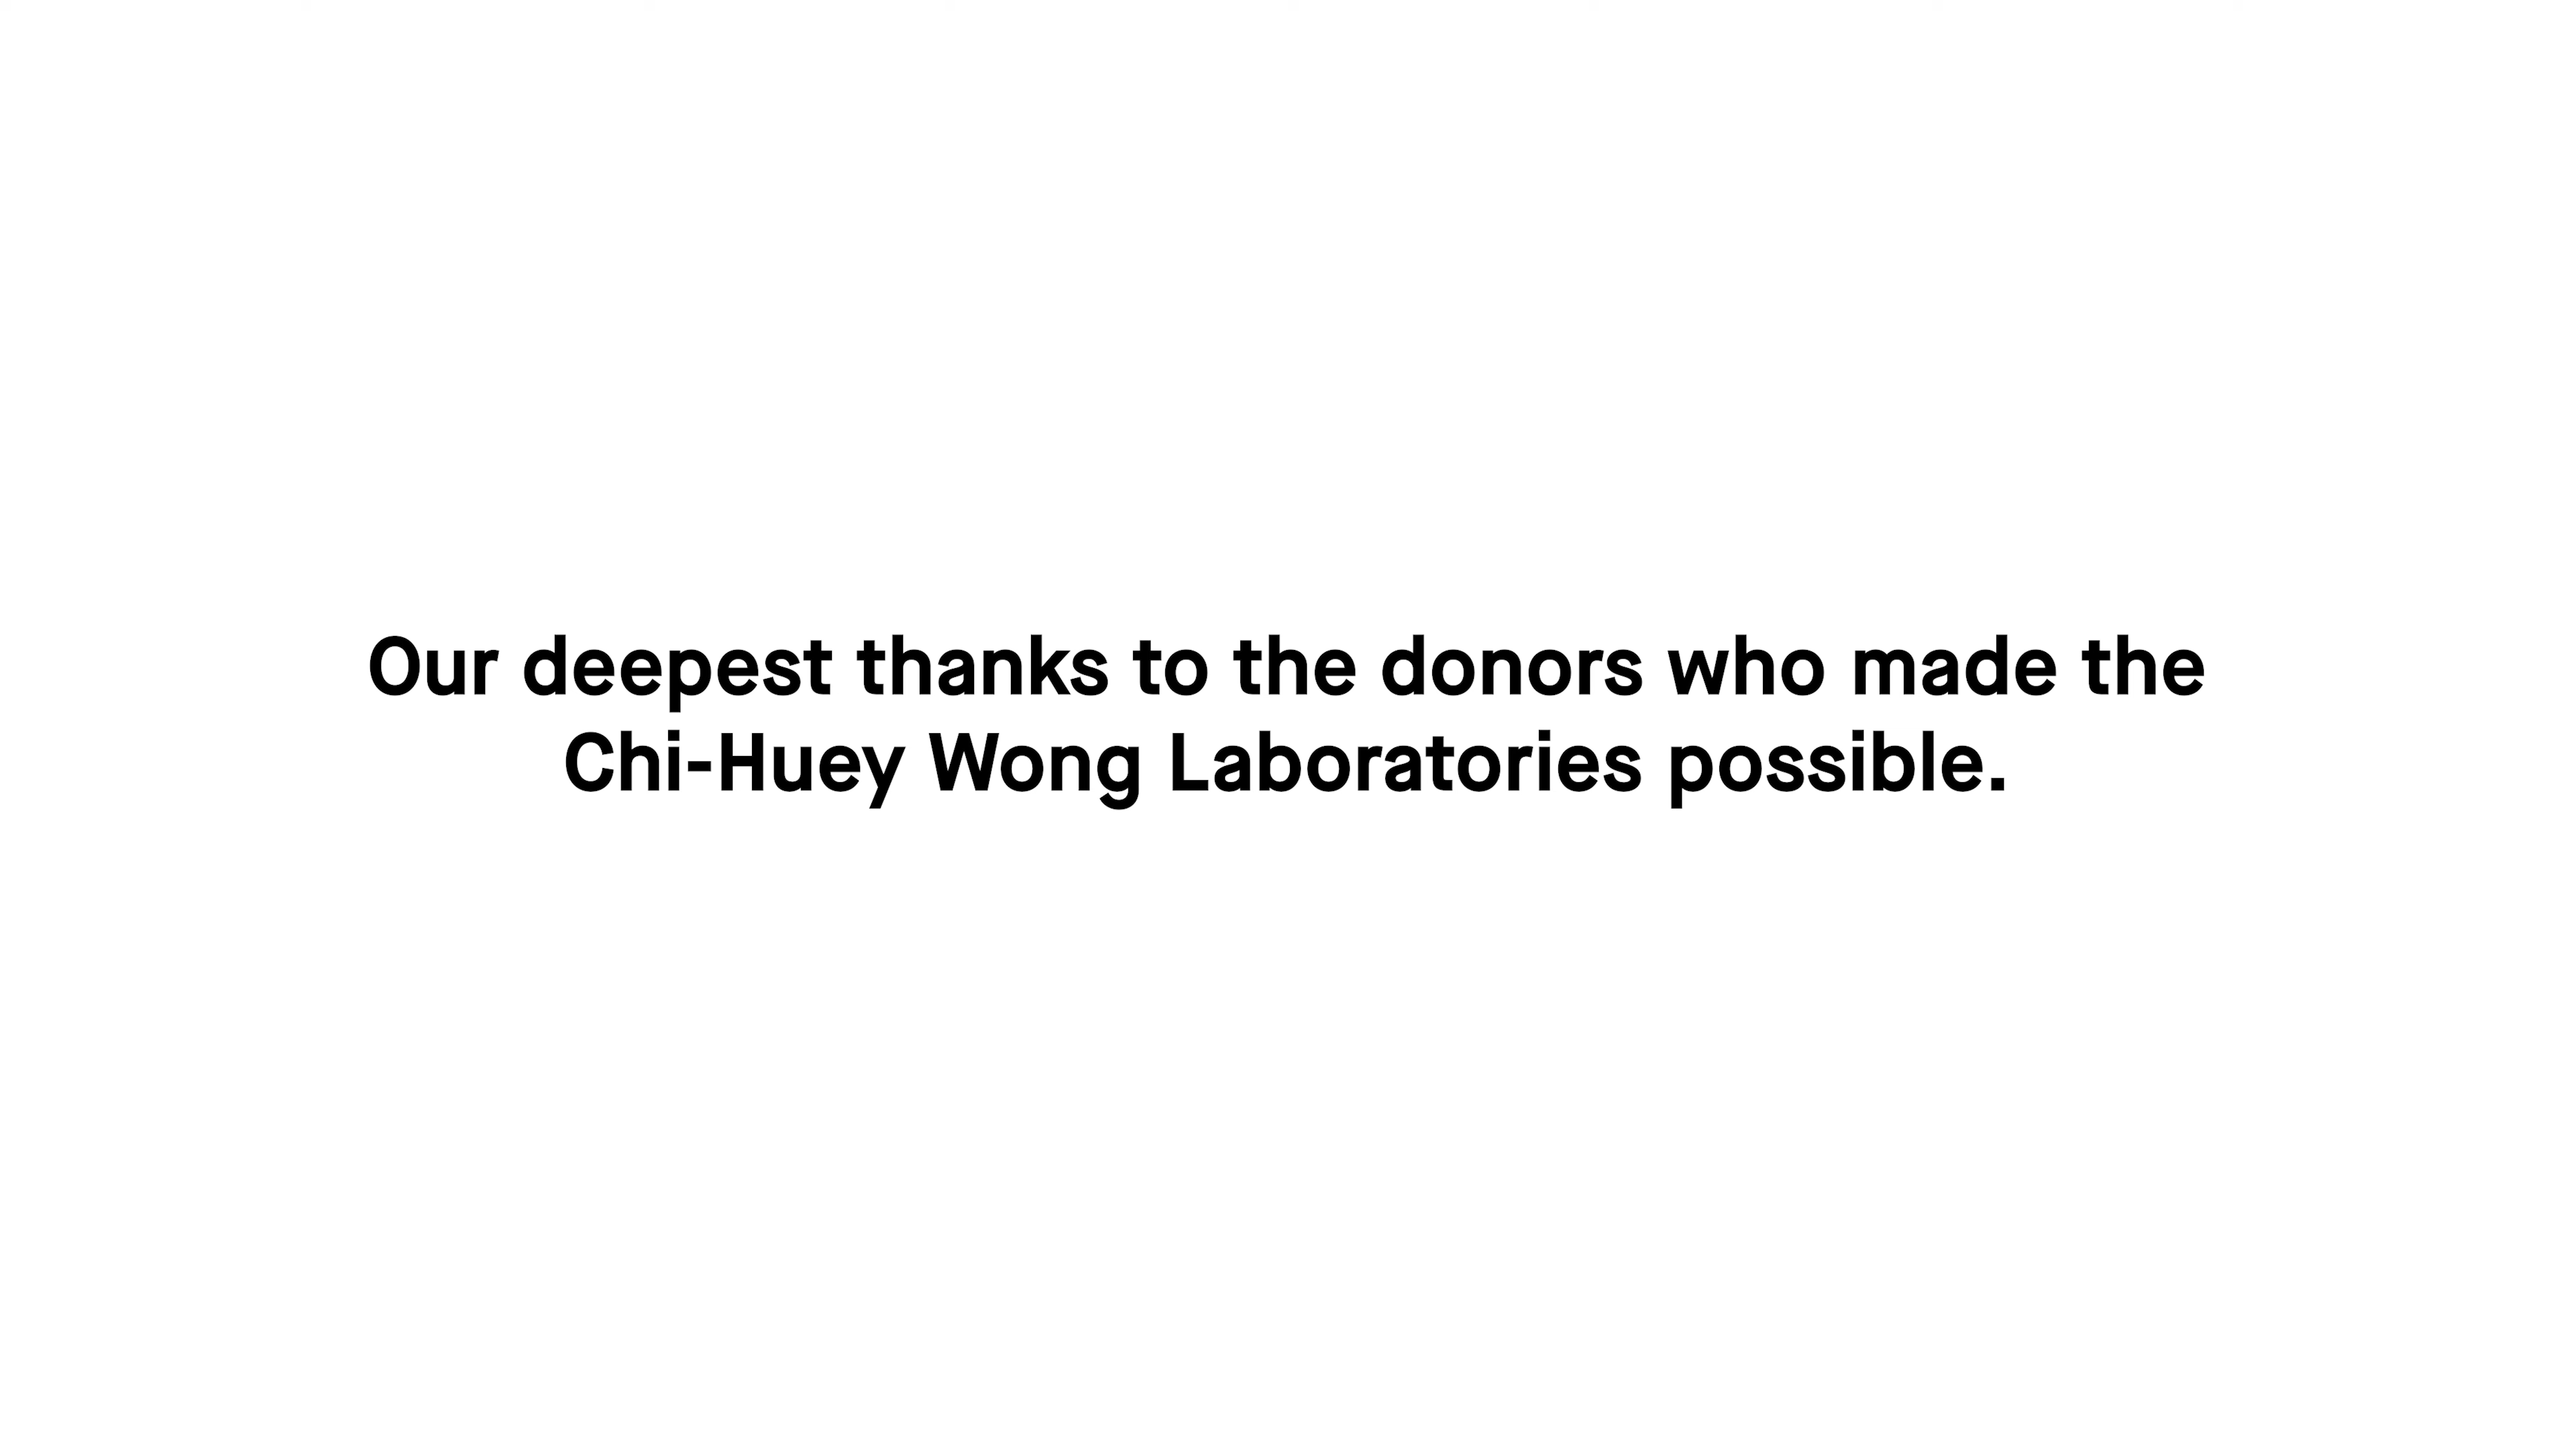 Our deepest thanks to the donors who made the
Chi-Huey Wong Laboratories possible.